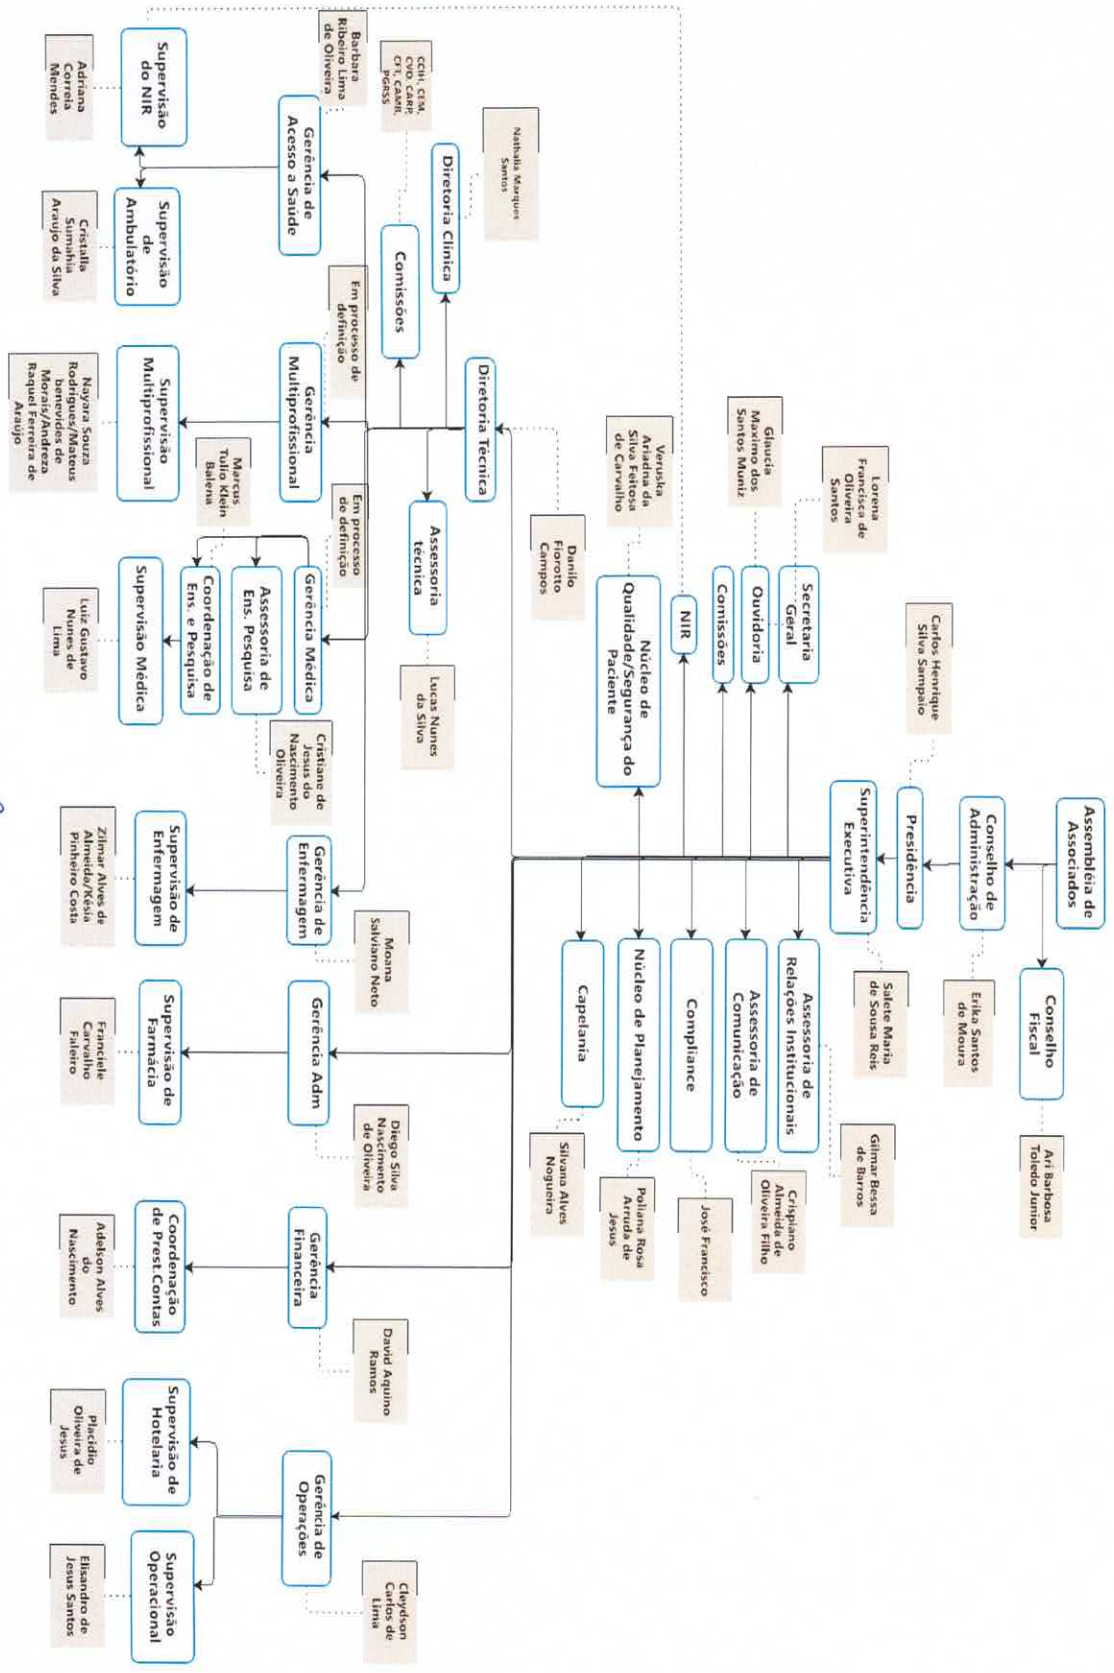 Assembléia de
Associados
Conselho
Fiscal
Ari Barbosa
Toledo Junior
Conselho de
Administração
Erika Santos
de Moura
Carlos Henrique
Silva Sampaio
Presidência
Superintendência
Executiva
Salete Maria
de Sousa Reis
Lorena
Francisca de
Oliveira
Santos
Secretaria
Geral
Assessoria de
Relações Institucionais
Gilmar Bessa
de Barros
Glaucia
Maximo dos
Santos Muniz
Ouvidoria
Assessoria de
Comunicação
Crispiano
Almeida de
Oliveira Filho
Comissões
NIR
Compliance
José Francisco
Veruska
Ariadna da
Silva Feitosa
de Carvalho
Núcleo de
Qualidade/Segurança do
Paciente
Núcleo de Planejamento
Poliana Rosa
Arruda de
Jesus
Capelania
Silvana Alves
Nogueira
Danilo
Fiorotto
Campos
Diretoria Técnica
Nathalia Marques
Santos
Diretoria Clínica
CCIH, CEM,
CVO, CARP,
CFT, CAMB,
PGRSS
Comissões
Assessoria
técnica
Lucas Nunes
da Silva
Barbara
Ribeiro Lima
de Oliveira
Gerência de
Acesso a Saúde
Em processo de
definição
Gerência
Multiprofissional
Em processo
de definição
Gerência Médica
Cristiane de
Jesus do
Nascimento
Oliveira
Assessoria de
Ens. Pesquisa
Marcus
Tulio Klein
Balena
Coordenação de
Ens. e Pesquisa
Gerência de
Enfermagem
Moana
Salviano Neto
Gerência Adm
Diego Silva
Nascimento
de Oliveira
Gerência
Financeira
David Aquino
Ramos
Gerência de
Operações
Cleydson
Carlos de
Lima
Supervisão
do NIR
Adriana
Correia
Mendes
Supervisão
de
Ambulatório
Cristalla
Sumahia
Araujo da Silva
Supervisão
Multiprofissional
Nayara Souza
Rodrigues/Mateus
benevides de
Morais/Andreza
Raquel Ferreira de
Araújo
Supervisão Médica
Luiz Gustavo
Nunes de
Lima
Supervisão de
Enfermagem
Zilmar Alves de
Almeida/Késia
Pinheiro Costa
Supervisão de
Farmácia
Franciele
Carvalho
Faleiro
Coordenação
de Prest.Contas
Adelson Alves
do
Nascimento
Supervisão de
Hotelaria
Placidio
Oliveira de
Jesus
Supervisão
Operacional
Elisandro de
Jesus Santos